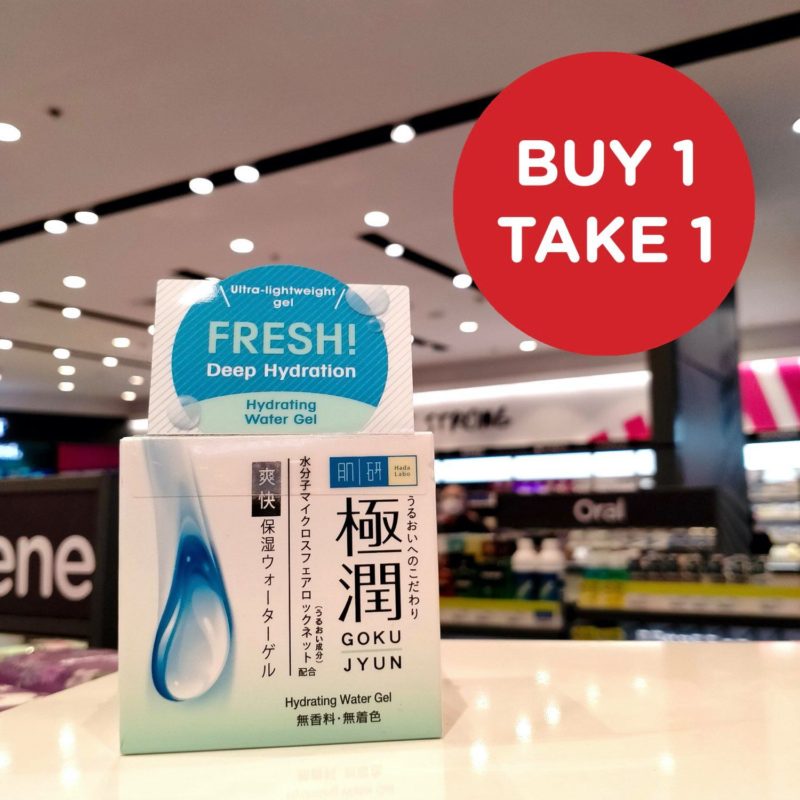 BUY 1
TAKE 1
Ultra-lightweight
gel
FRESH!
Deep Hydration
Hydrating
Water Gel
肌研
Hada
Labo
うるおいへのこだわり
極潤
GOKU
JYUN
水分子マイクロスフェアロックネット
(うるおい成分)
配合
爽快
保湿ウォーターゲル
Hydrating Water Gel
無香料・無着色
ene
STRONG
Oral